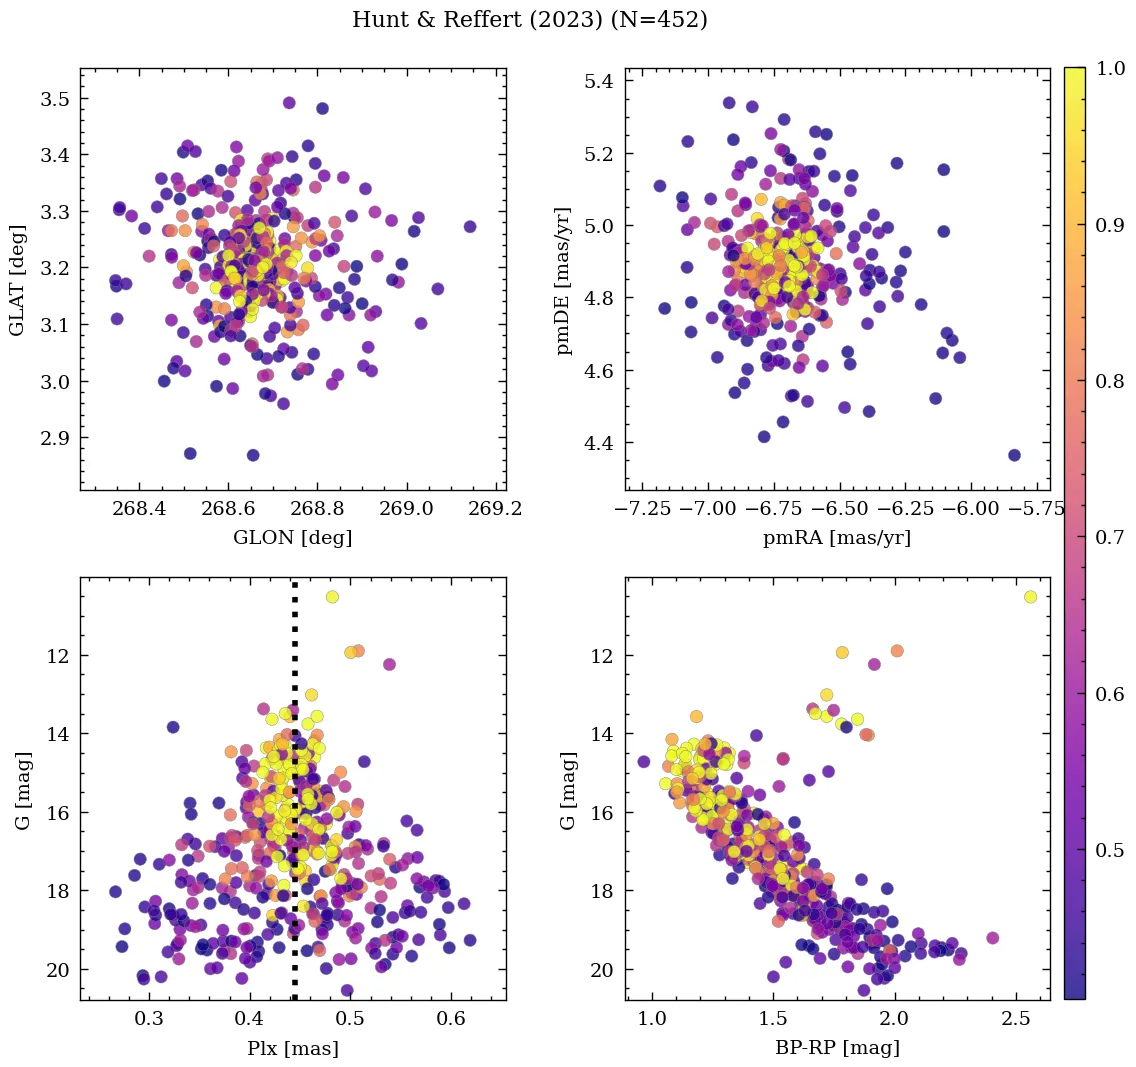 Hunt & Reffert (2023) (N=452)
3.5
3.4
3.3
3.2
3.1
3.0
2.9
GLAT [deg]
268.4 268.6 268.8 269.0 269.2
GLON [deg]
5.4
5.2
5.0
4.8
4.6
4.4
pmDE [mas/yr]
−7.25 −7.00 −6.75 −6.50 −6.25 −6.00 −5.75
pmRA [mas/yr]
12
14
16
18
20
G [mag]
0.3 0.4 0.5 0.6
Plx [mas]
12
14
16
18
20
G [mag]
1.0 1.5 2.0 2.5
BP-RP [mag]
1.0
0.9
0.8
0.7
0.6
0.5